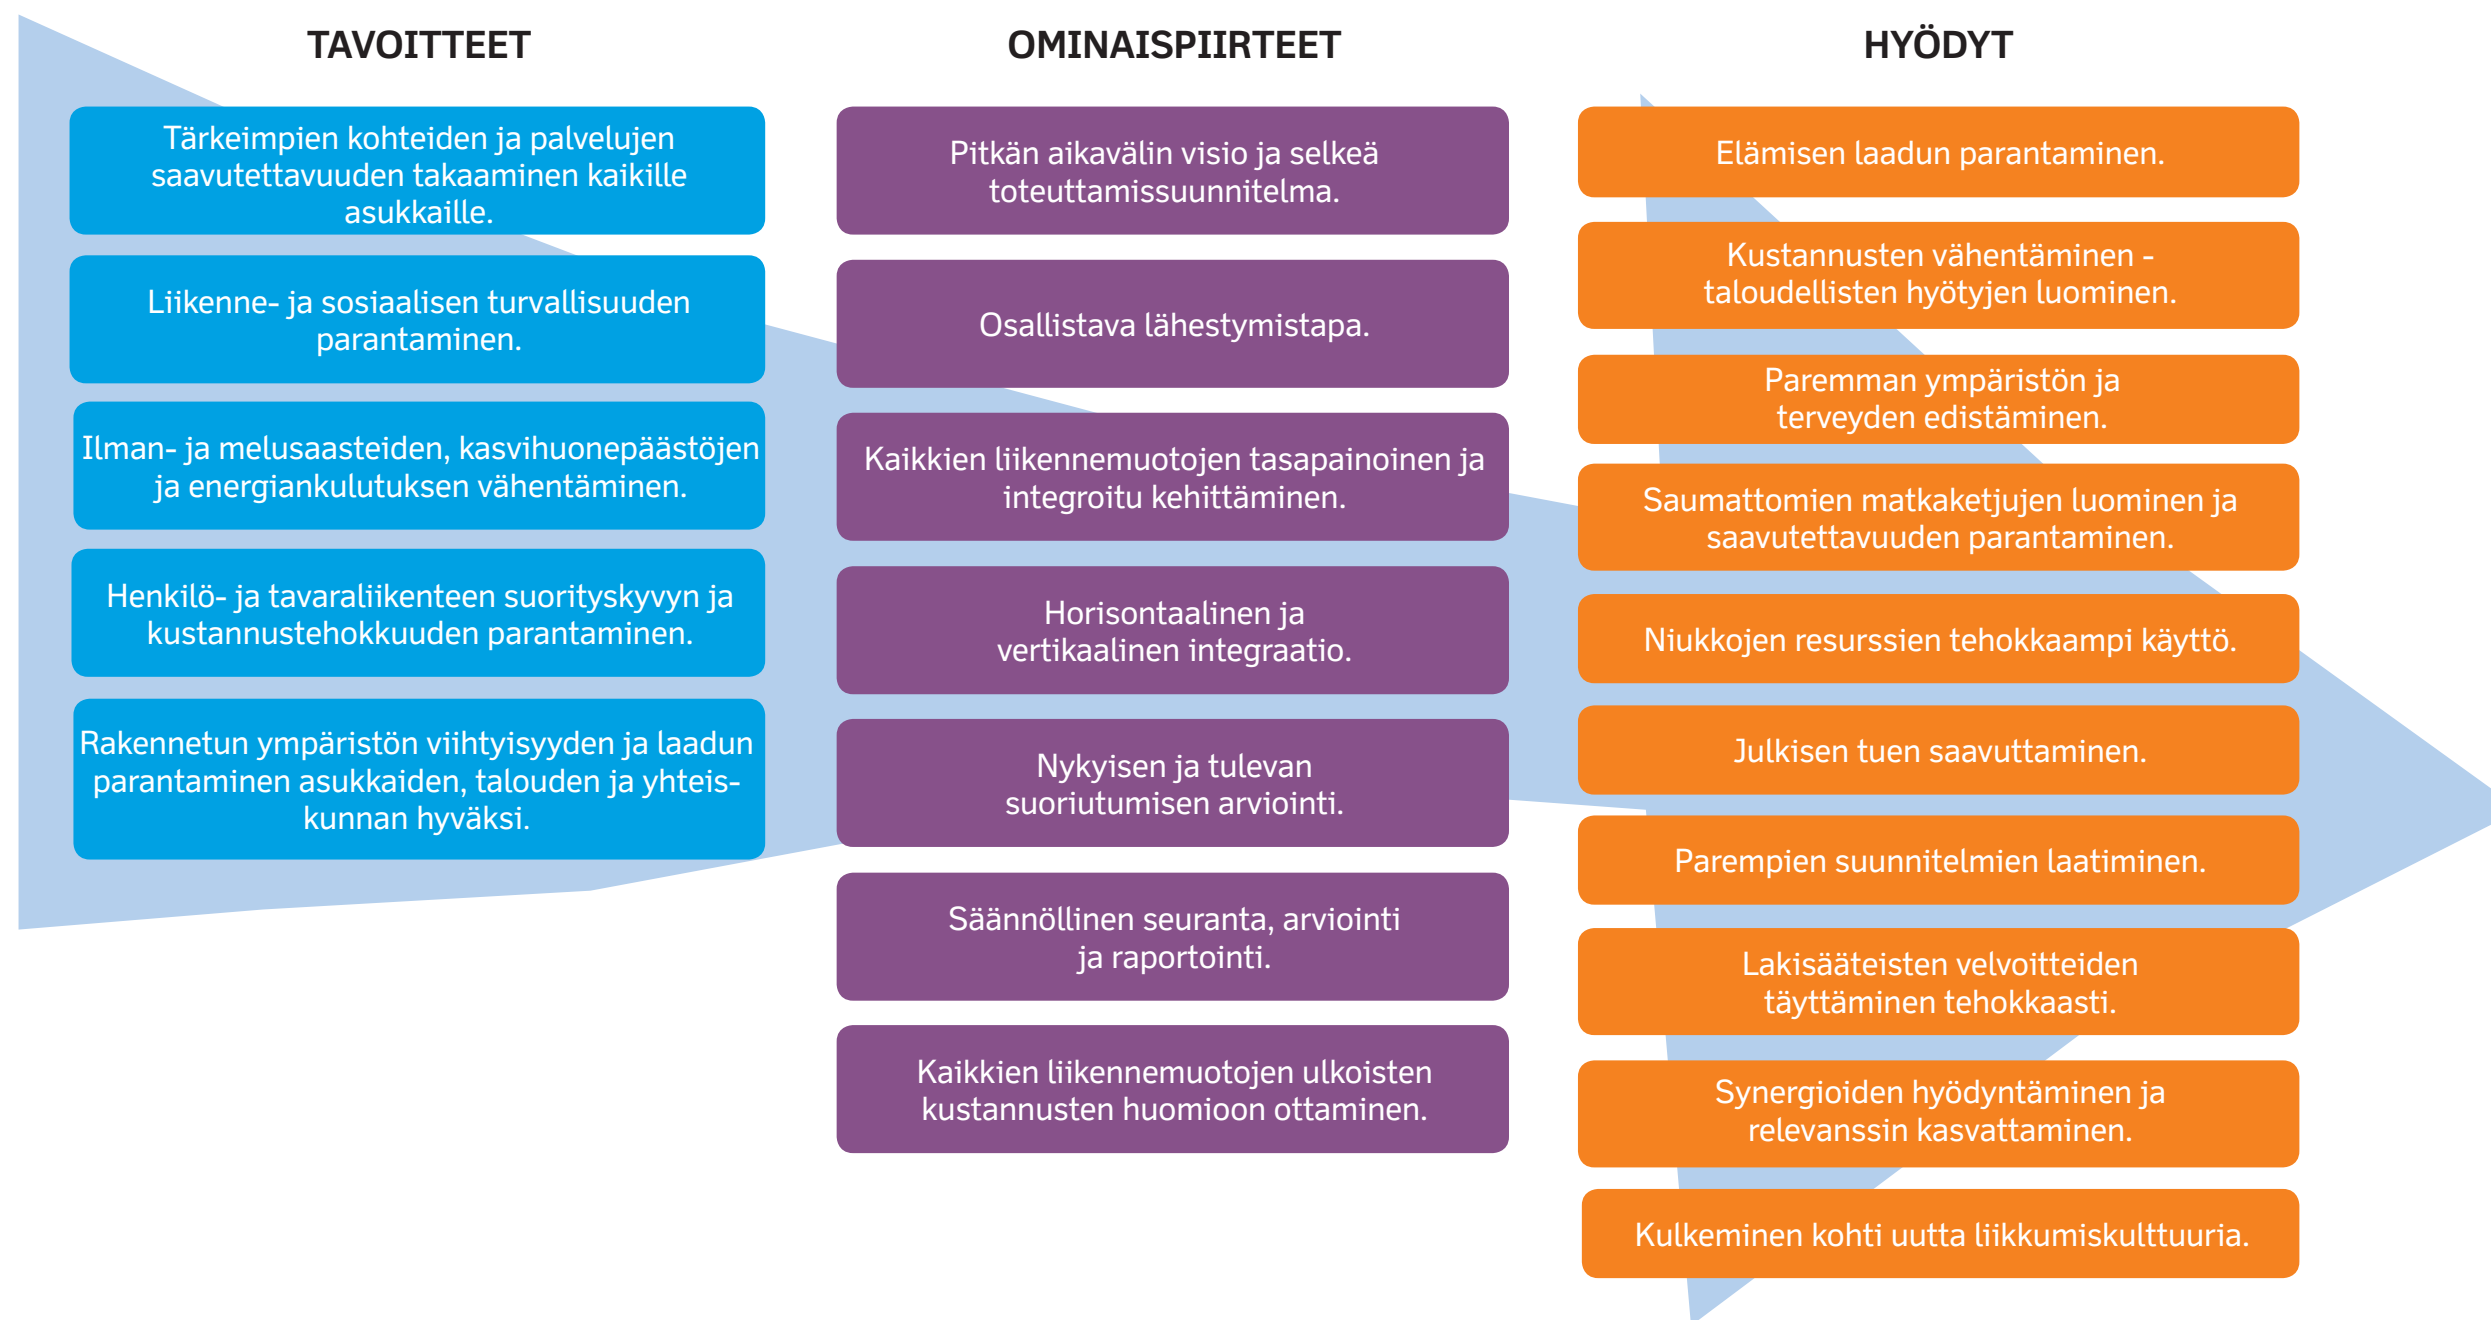 TAVOITTEET
Tärkeimpien kohteiden ja palvelujen
saavutettavuuden takaaminen kaikille
asukkaille.
Liikenne- ja sosiaalisen turvallisuuden
parantaminen.
Ilman- ja melusaasteiden, kasvihuonepäästöjen
ja energiankulutuksen vähentäminen.
Henkilö- ja tavaraliikenteen suorityskyvyn ja
kustannustehokkuuden parantaminen.
Rakennetun ympäristön viihtyisyyden ja laadun
parantaminen asukkaiden, talouden ja yhteis-
kunnan hyväksi.
OMINAISPIIRTEET
Pitkän aikavälin visio ja selkeä
toteuttamissuunnitelma.
Osallistava lähestymistapa.
Kaikkien liikennemuotojen tasapainoinen ja
integroitu kehittäminen.
Horisontaalinen ja
vertikaalinen integraatio.
Nykyisen ja tulevan
suoriutumisen arviointi.
Säännöllinen seuranta, arviointi
ja raportointi.
Kaikkien liikennemuotojen ulkoisten
kustannusten huomioon ottaminen.
HYÖDYT
Elämisen laadun parantaminen.
Kustannusten vähentäminen -
taloudellisten hyötyjen luominen.
Paremman ympäristön ja
terveyden edistäminen.
Saumattomien matkaketjujen luominen ja
saavutettavuuden parantaminen.
Niukkojen resurssien tehokkaampi käyttö.
Julkisen tuen saavuttaminen.
Parempien suunnitelmien laatiminen.
Lakisääteisten velvoitteiden
täyttäminen tehokkaasti.
Synergioiden hyödyntäminen ja
relevanssin kasvattaminen.
Kulkeminen kohti uutta liikkumiskulttuuria.